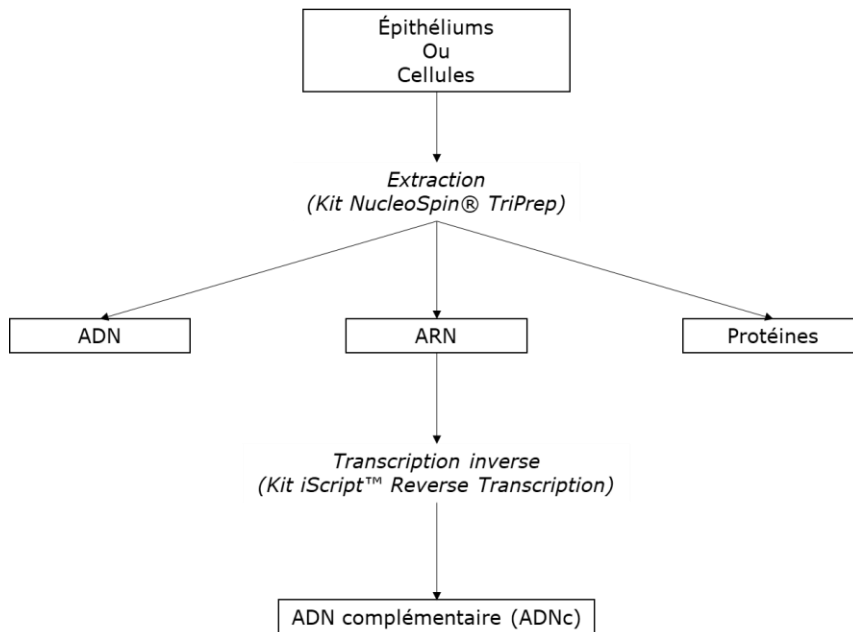 Épithéliums
Ou
Cellules
Extraction
(Kit NucleoSpin® TriPrep)
ADN
ARN
Protéines
Transcription inverse
(Kit iScript™ Reverse Transcription)
ADN complémentaire (ADNc)